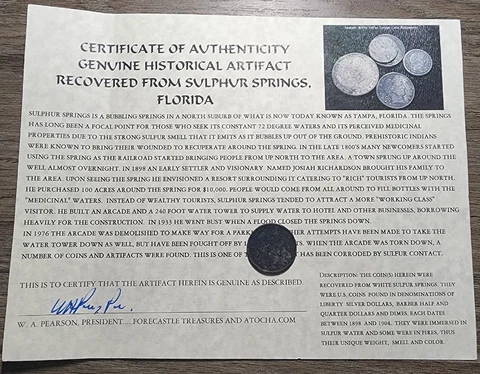 CERTIFICATE OF AUTHENTICITY
GENUINE HISTORICAL ARTIFACT
RECOVERED FROM SULPHUR SPRINGS,
FLORIDA
SULPHUR SPRINGS IS A BUBBLING SPRINGS IN A NORTH SUBURB OF WHAT IS NOW TODAY KNOWN AS TAMPA, FLORIDA. THE SPRINGS
HAS LONG BEEN A FOCAL POINT FOR THOSE WHO SEEK ITS CONSTANT 72 DEGREE WATERS AND ITS PERCEIVED MEDICINAL
PROPERTIES DUE TO THE STRONG SULFUR SMELL THAT IT EMITS AS IT BUBBLES UP OUT OF THE GROUND. PREHISTORIC INDIANS
WERE KNOWN TO BRING THEIR WOUNDED TO RECUPERATE AROUND THE SPRING. IN THE LATE 1800'S MANY NEWCOMERS STARTED
USING THE SPRING AS THE RAILROAD STARTED BRINGING PEOPLE FROM UP NORTH TO THE AREA. A TOWN SPRUNG UP AROUND THE
WELL ALMOST OVERNIGHT. IN 1898 AN EARLY SETTLER AND VISIONARY NAMED JOSIAH RICHARDSON BROUGHT HIS FAMILY TO
THE AREA. UPON SEEING THE SPRING HE ENVISIONED A RESORT SURROUNDING IT CATERING TO "RICH" TOURISTS FROM UP NORTH.
HE PURCHASED 100 ACRES AROUND THE SPRING FOR $10,000. PEOPLE WOULD COME FROM ALL AROUND TO FILL BOTTLES WITH THE
"MEDICINAL" WATERS. INSTEAD OF WEALTHY TOURISTS, SULPHUR SPRINGS TENDED TO ATTRACT A MORE "WORKING CLASS"
VISITOR. HE BUILT AN ARCADE AND A 240 FOOT WATER TOWER TO SUPPLY WATER TO HOTEL AND OTHER BUSINESSES, BORROWING
HEAVILY FOR THE CONSTRUCTION. IN 1933 HE WENT BUST WHEN A FLOOD CLOSED THE SPRINGS DOWN.
IN 1976 THE ARCADE WAS DEMOLISHED TO MAKE WAY FOR A PARK OTHER ATTEMPTS HAVE BEEN MADE TO TAKE THE
WATER TOWER DOWN AS WELL, BUT HAVE BEEN FOUGHT OFF BY WHEN THE ARCADE WAS TORN DOWN, A
NUMBER OF COINS AND ARTIFACTS WERE FOUND. THIS IS ONE OF HAS BEEN CORRODED BY SULPHUR CONTACT.
THIS IS TO CERTIFY THAT THE ARTIFACT HEREIN IS GENUINE AS DESCRIBED.
W. A. PEARSON, PRESIDENT....FORECASTLE TREASURES AND ATOCHA.COM
DESCRIPTION: THE COIN(S) HEREIN WERE
RECOVERED FROM WHITE SULFUR SPRINGS.
THEY WERE U.S. COINS FOUND IN DENOMINATIONS OF
LIBERTY SILVER DOLLARS, BARBER HALF AND
QUARTER DOLLARS AND DIMES. EACH DATES
BETWEEN 1898 AND 1904. THEY WERE IMMERSED IN
SULFUR WATER AND SOME WERE IN FIRES, THUS
THEIR UNIQUE WEIGHT, SMELL AND COLOR.